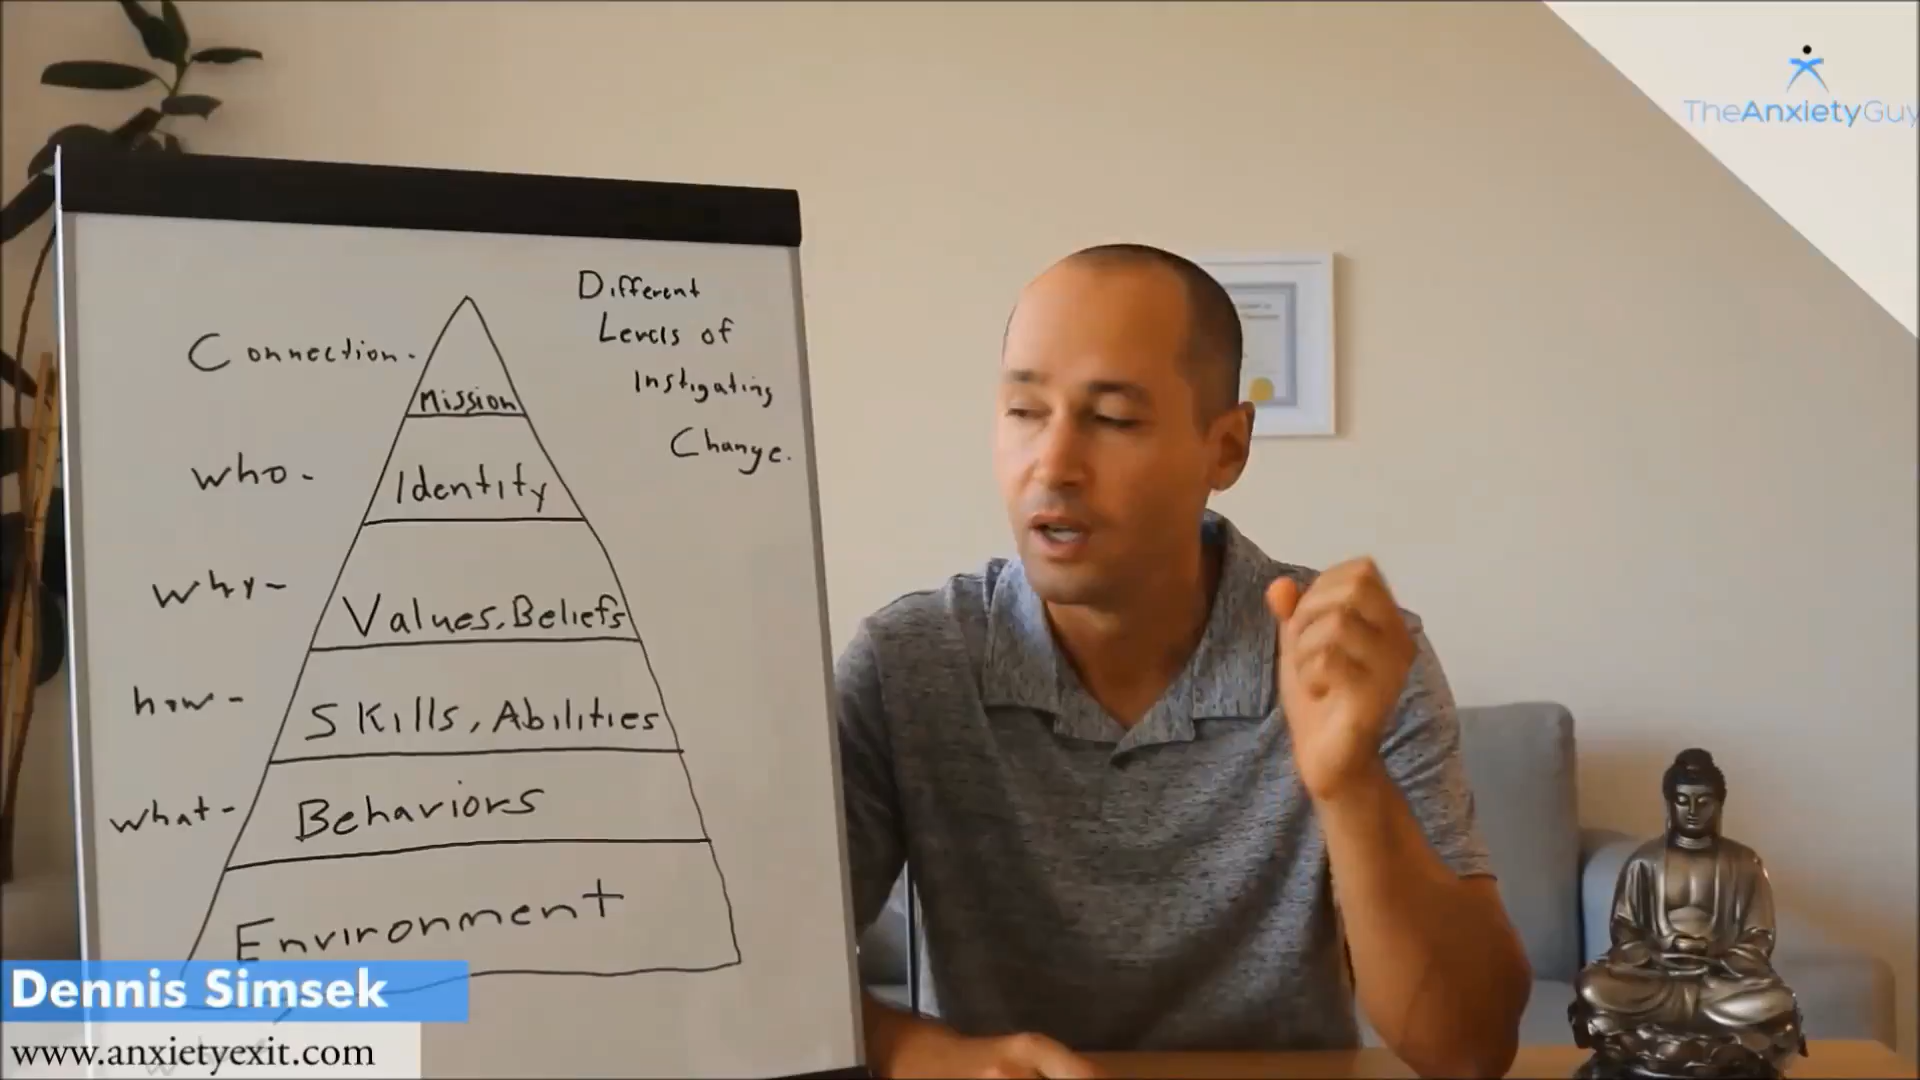 TheAnxietyGuy
Different
Levels of
Instigating
Change.
Connection -
Mission
who -
Identity
why -
Values, Beliefs
how -
Skills, Abilities
what -
Behaviors
Environment
Dennis Simsek
www.anxietyexit.com